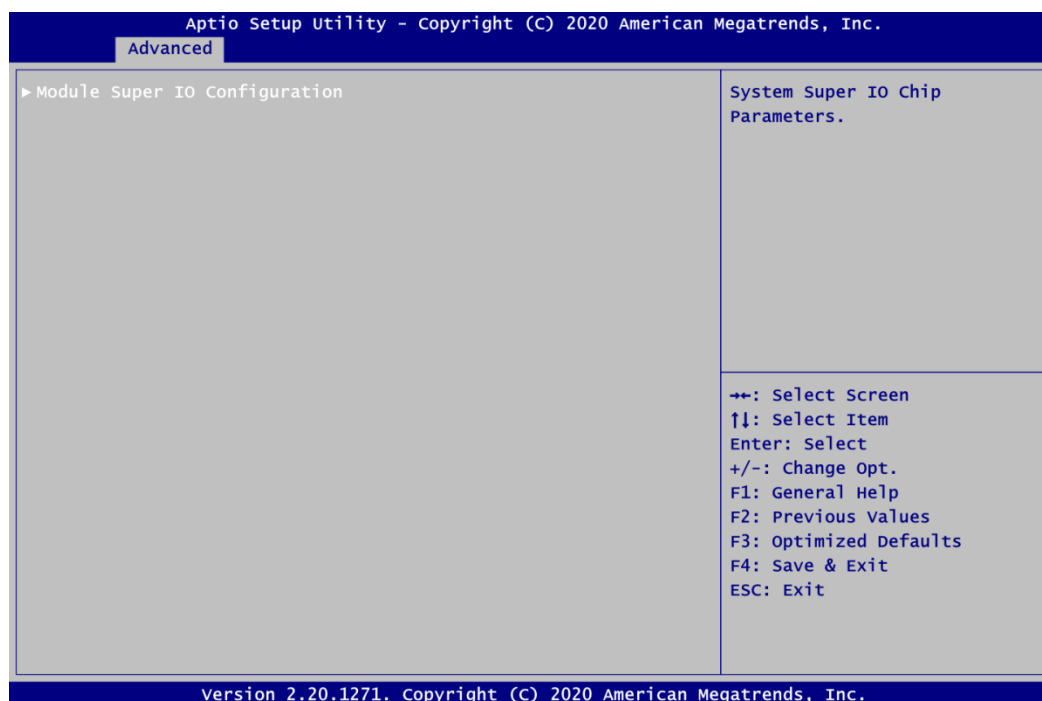 Aptio Setup Utility – Copyright (C) 2020 American Megatrends, Inc.
Advanced
▶ Module Super IO Configuration
System Super IO Chip
Parameters.
→←: Select Screen
↑↓: Select Item
Enter: Select
+/-: Change Opt.
F1: General Help
F2: Previous Values
F3: Optimized Defaults
F4: Save & Exit
ESC: Exit
Version 2.20.1271. Copyright (C) 2020 American Megatrends, Inc.